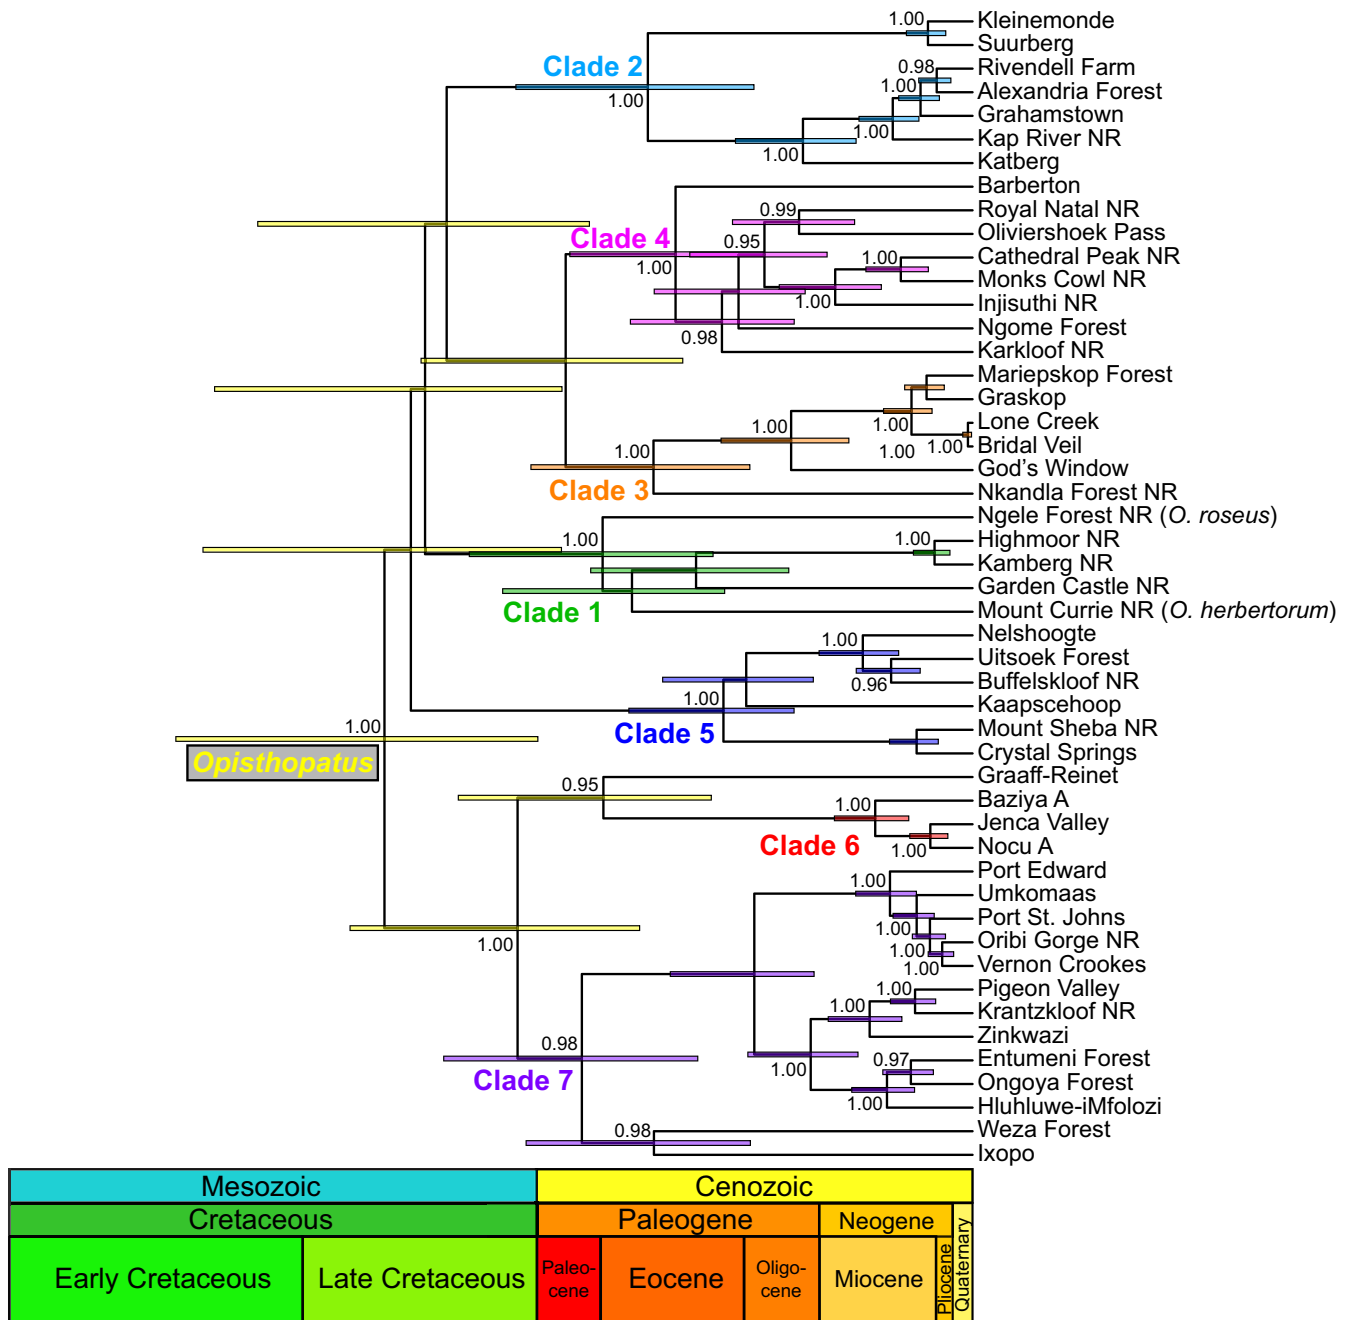 1.00
Kleinemonde
Suurberg
Clade 2
1.00
0.98
Rivendell Farm
1.00
Alexandria Forest
Grahamstown
1.00
Kap River NR
1.00
Katberg
Barberton
0.99
Royal Natal NR
Oliviershoek Pass
Clade 4
0.95
1.00
1.00
Cathedral Peak NR
Monks Cowl NR
1.00
Injisuthi NR
Ngome Forest
0.98
Karkloof NR
Mariepskop Forest
Graskop
1.00
Lone Creek
1.00
1.00
1.00
1.00
Bridal Veil
God's Window
Clade 3
Nkandla Forest NR
Ngele Forest NR (O. roseus)
1.00
1.00
Highmoor NR
Kamberg NR
Garden Castle NR
Clade 1
Mount Currie NR (O. herbertorum)
1.00
Nelshoogte
Uitsoek Forest
0.96
Buffelskloof NR
1.00
Kaapscehoop
Clade 5
Mount Sheba NR
Crystal Springs
1.00
Opisthopatus
0.95
Graaff-Reinet
1.00
Baziya A
Jenca Valley
Clade 6
1.00
Nocu A
1.00
Port Edward
Umkomaas
1.00
Port St. Johns
1.00
Oribi Gorge NR
1.00
Vernon Crookes
1.00
1.00
Pigeon Valley
1.00
Krantzkloof NR
Zinkwazi
0.98
1.00
0.97
Entumeni Forest
Clade 7
Ongoya Forest
1.00
Hluhluwe-iMfolozi
0.98
Weza Forest
Ixopo
Mesozoic
Cenozoic
Cretaceous
Paleogene
Neogene
Quaternary
Early Cretaceous
Late Cretaceous
Paleo-
cene
Eocene
Oligo-
cene
Miocene
Pliocene